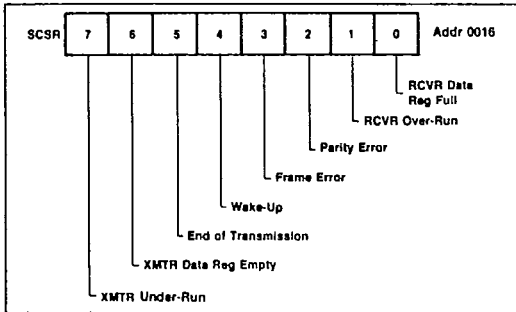 SCSR 7 6 5 4 3 2 1 0 Addr 0016
RCVR Data
Reg Full
RCVR Over-Run
Parity Error
Frame Error
Wake-Up
End of Transmission
XMTR Data Reg Empty
XMTR Under-Run